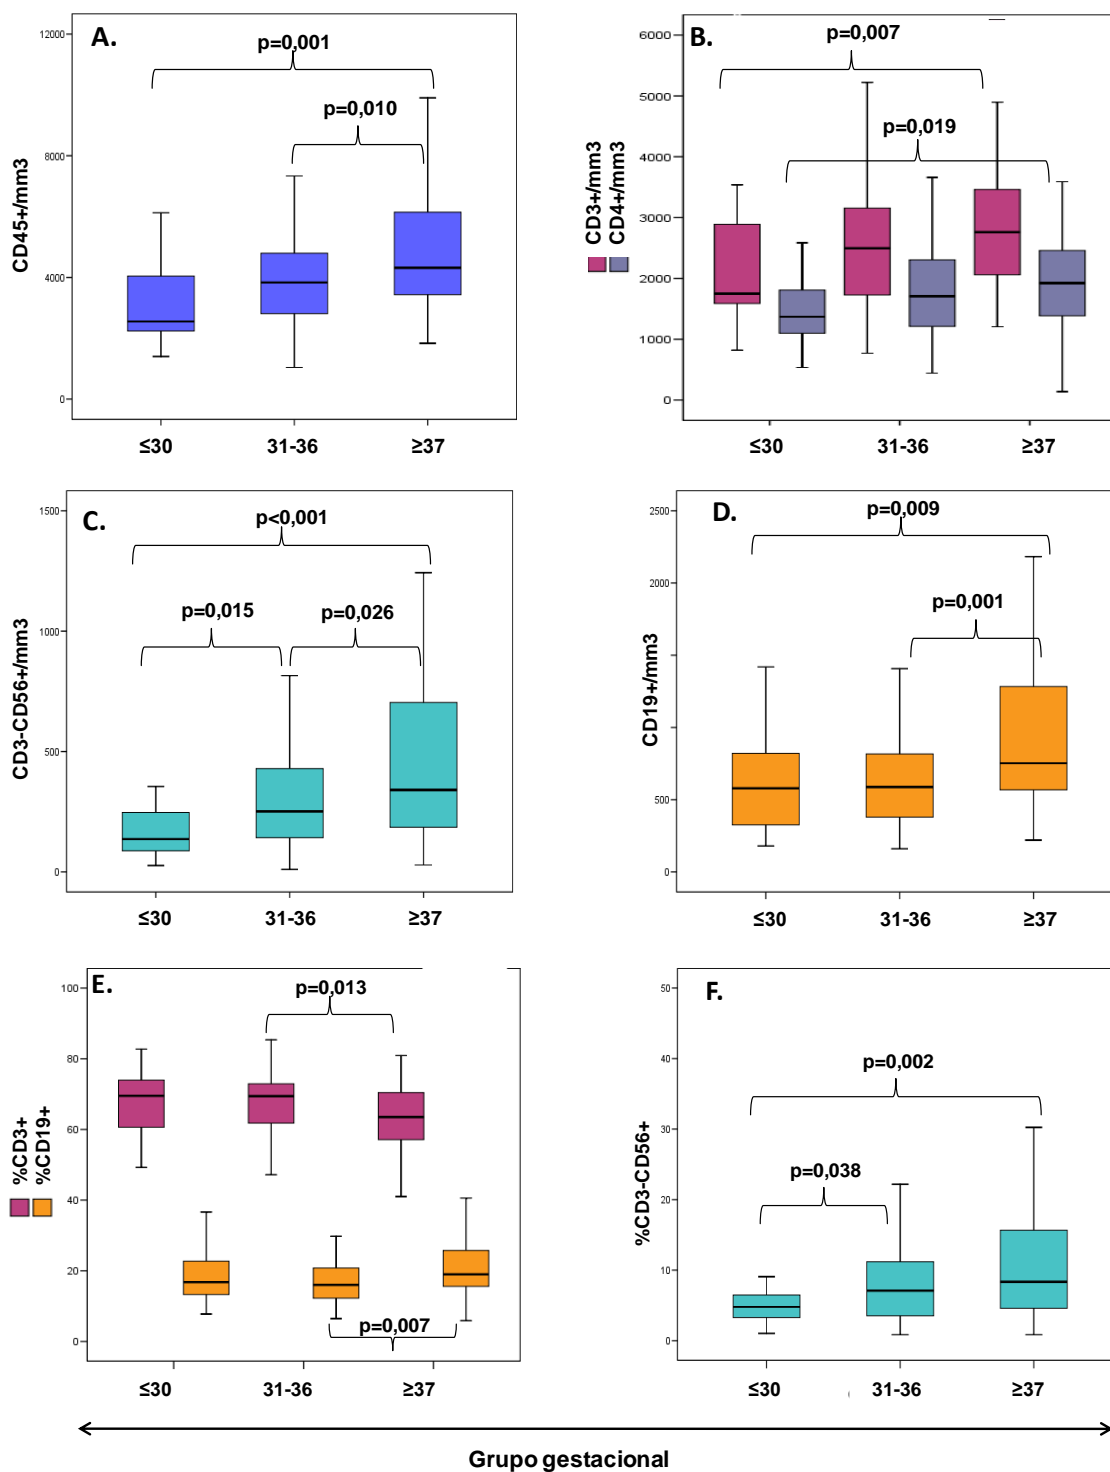 A.
p=0,001
p=0,010
CD45+/mm3
12000
8000
4000
0
≤30
31-36
≥37
B.
p=0,007
p=0,019
CD3+/mm3
CD4+/mm3
6000
5000
4000
3000
2000
1000
0
≤30
31-36
≥37
C.
p<0,001
p=0,015
p=0,026
CD3-CD56+/mm3
1500
1000
500
0
≤30
31-36
≥37
D.
p=0,009
p=0,001
CD19+/mm3
2500
2000
500
0
≤30
31-36
≥37
E.
p=0,013
p=0,007
%CD3+
%CD19+
100
80
60
40
20
0
≤30
31-36
≥37
F.
p=0,002
p=0,038
%CD3-CD56+
50
40
30
20
10
0
≤30
31-36
≥37
Grupo gestacional